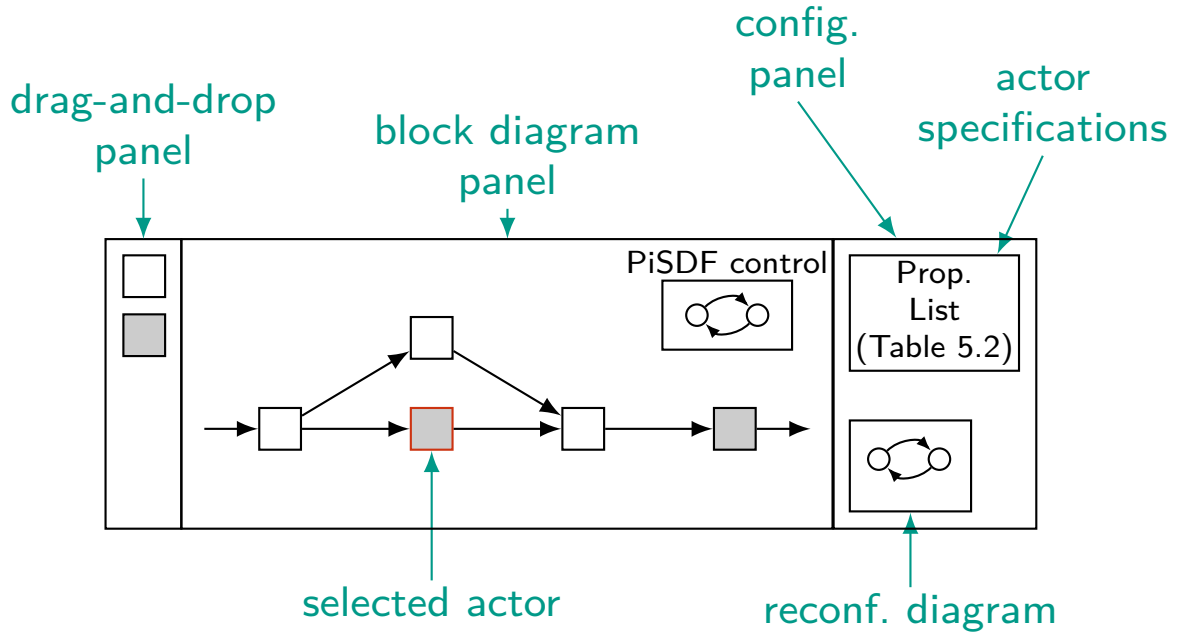 config.
panel
drag-and-drop
panel
block diagram
panel
actor
specifications
PiSDF control
Prop.
List
(Table 5.2)
selected actor
reconf. diagram